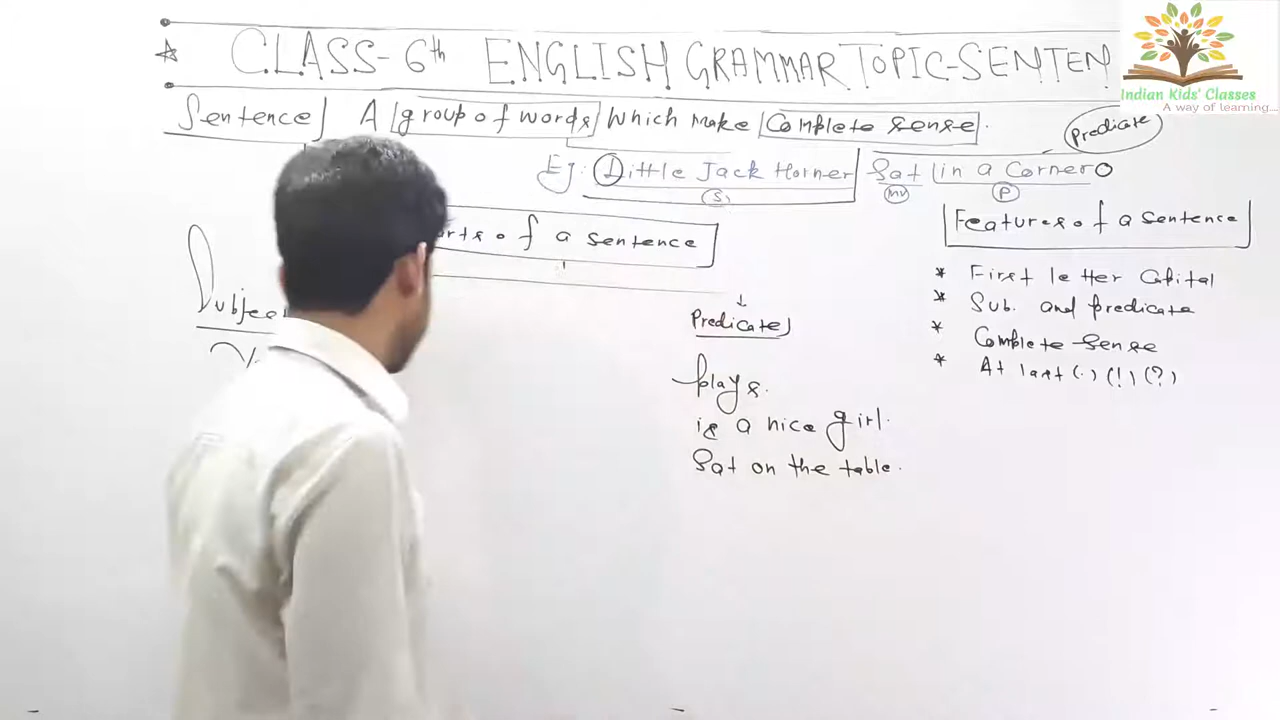 ☆ CLASS-6th ENGLISH GRAMMAR TOPIC-SENTEN
Indian Kids' Classes
A way of learning....
Sentence] A group of words which make Complete sense.
Predicate
Eg: Little Jack Horner Sat in a Corner
S MV P
Features of a Sentence
arts of a Sentence
* First letter Capital
* Sub. and predicate
* Complete Sense
* At last (.) (!) (?)
Subjec
Predicate
plays.
is a nice girl.
Sat on the table.